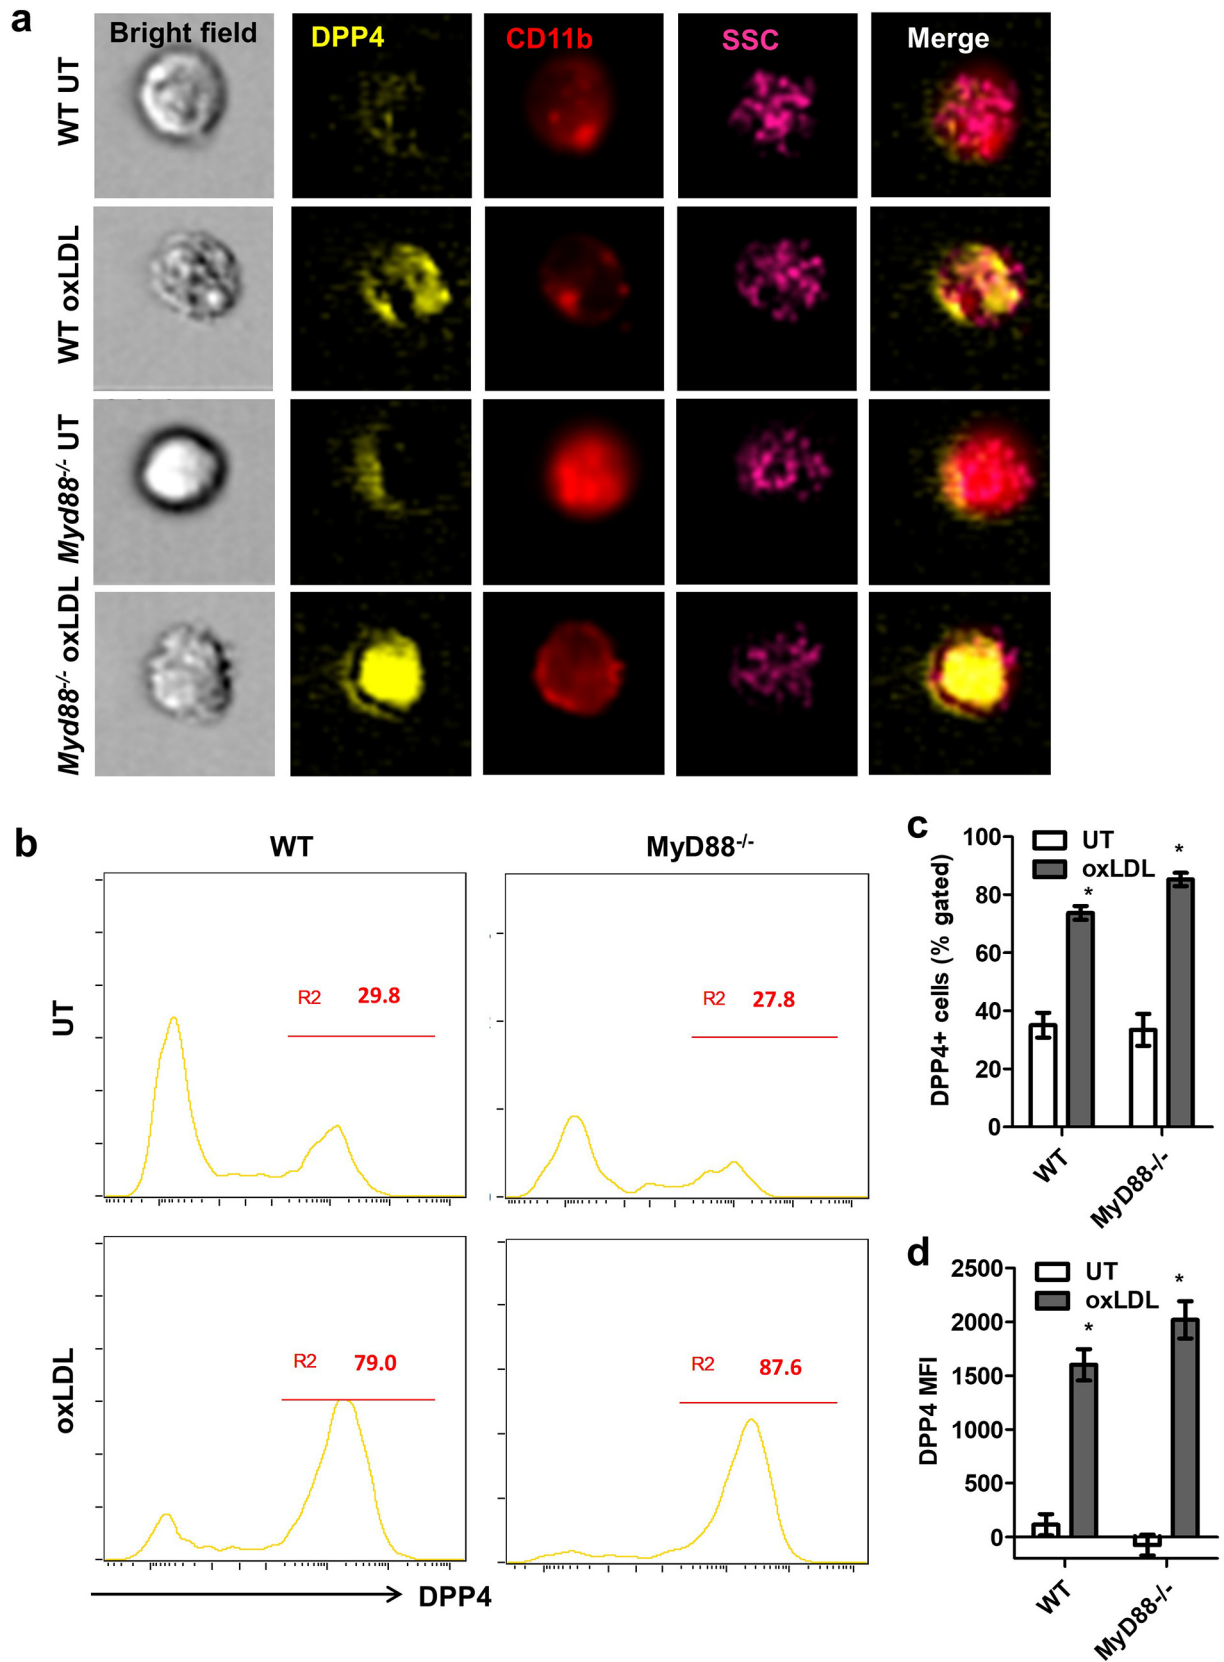 a
Bright field DPP4 CD11b SSC Merge
WT UT
WT oxLDL
Myd88-/- UT
Myd88-/- oxLDL
b
WT MyD88-/-
UT
R2 29.8
R2 27.8
oxLDL
R2 79.0
R2 87.6
DPP4
c
UT
oxLDL
*
*
DPP4+ cells (% gated)
100
80
60
40
20
0
WT
MyD88-/-
d
UT
oxLDL
*
*
DPP4 MFI
2500
2000
1500
1000
500
0
WT
MyD88-/-